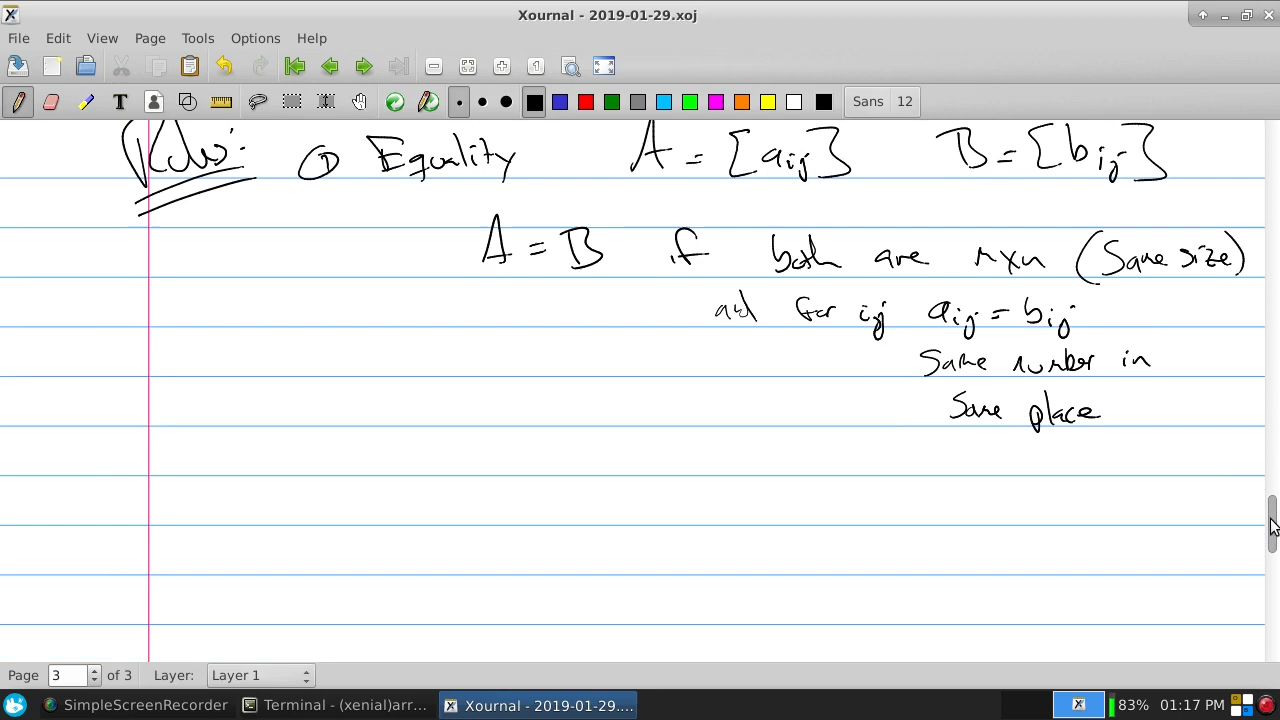 Xournal - 2019-01-29.xoj
File Edit View Page Tools Options Help
Sans 12
Rules: ① Equality A = [aij] B = [bij]
A = B if both are mxn (Same size)
and for ij aij = bij
Same number in
Same place
Page 3 of 3 Layer: Layer 1
SimpleScreenRecorder Terminal - (xenial)arr... Xournal - 2019-01-29.... 83% 01:17 PM